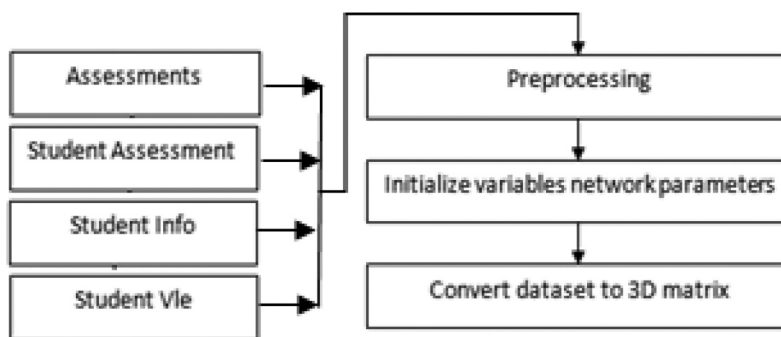 Assessments
Student Assessment
Student Info
Student Vle
Preprocessing
Initialize variables network parameters
Convert dataset to 3D matrix